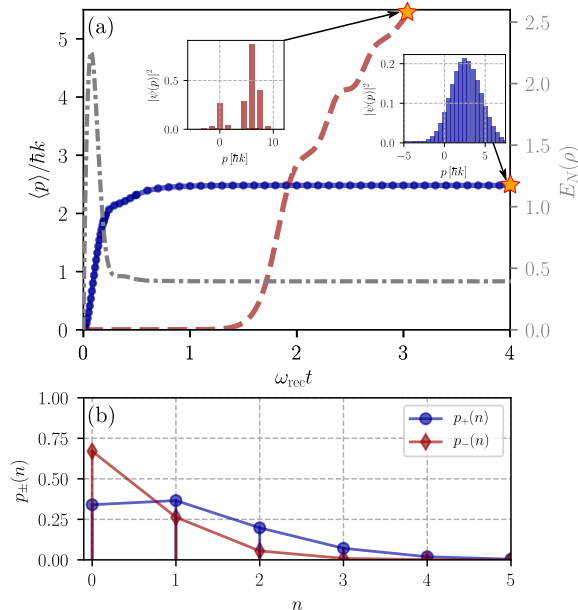 (a)
⟨p⟩/ħk
5
4
3
2
1
0
0
1
2
3
4
ω_rec t
E_N(ρ)
2.5
2.0
1.5
1.0
0.5
0.0
|ψ(p)|²
0.5
0.0
0
10
p [ħk]
|ψ(p)|²
0.2
0.1
0.0
−5
0
5
p [ħk]
(b)
p±(n)
1.00
0.75
0.50
0.25
0.00
0
1
2
3
4
5
n
p₊(n)
p₋(n)